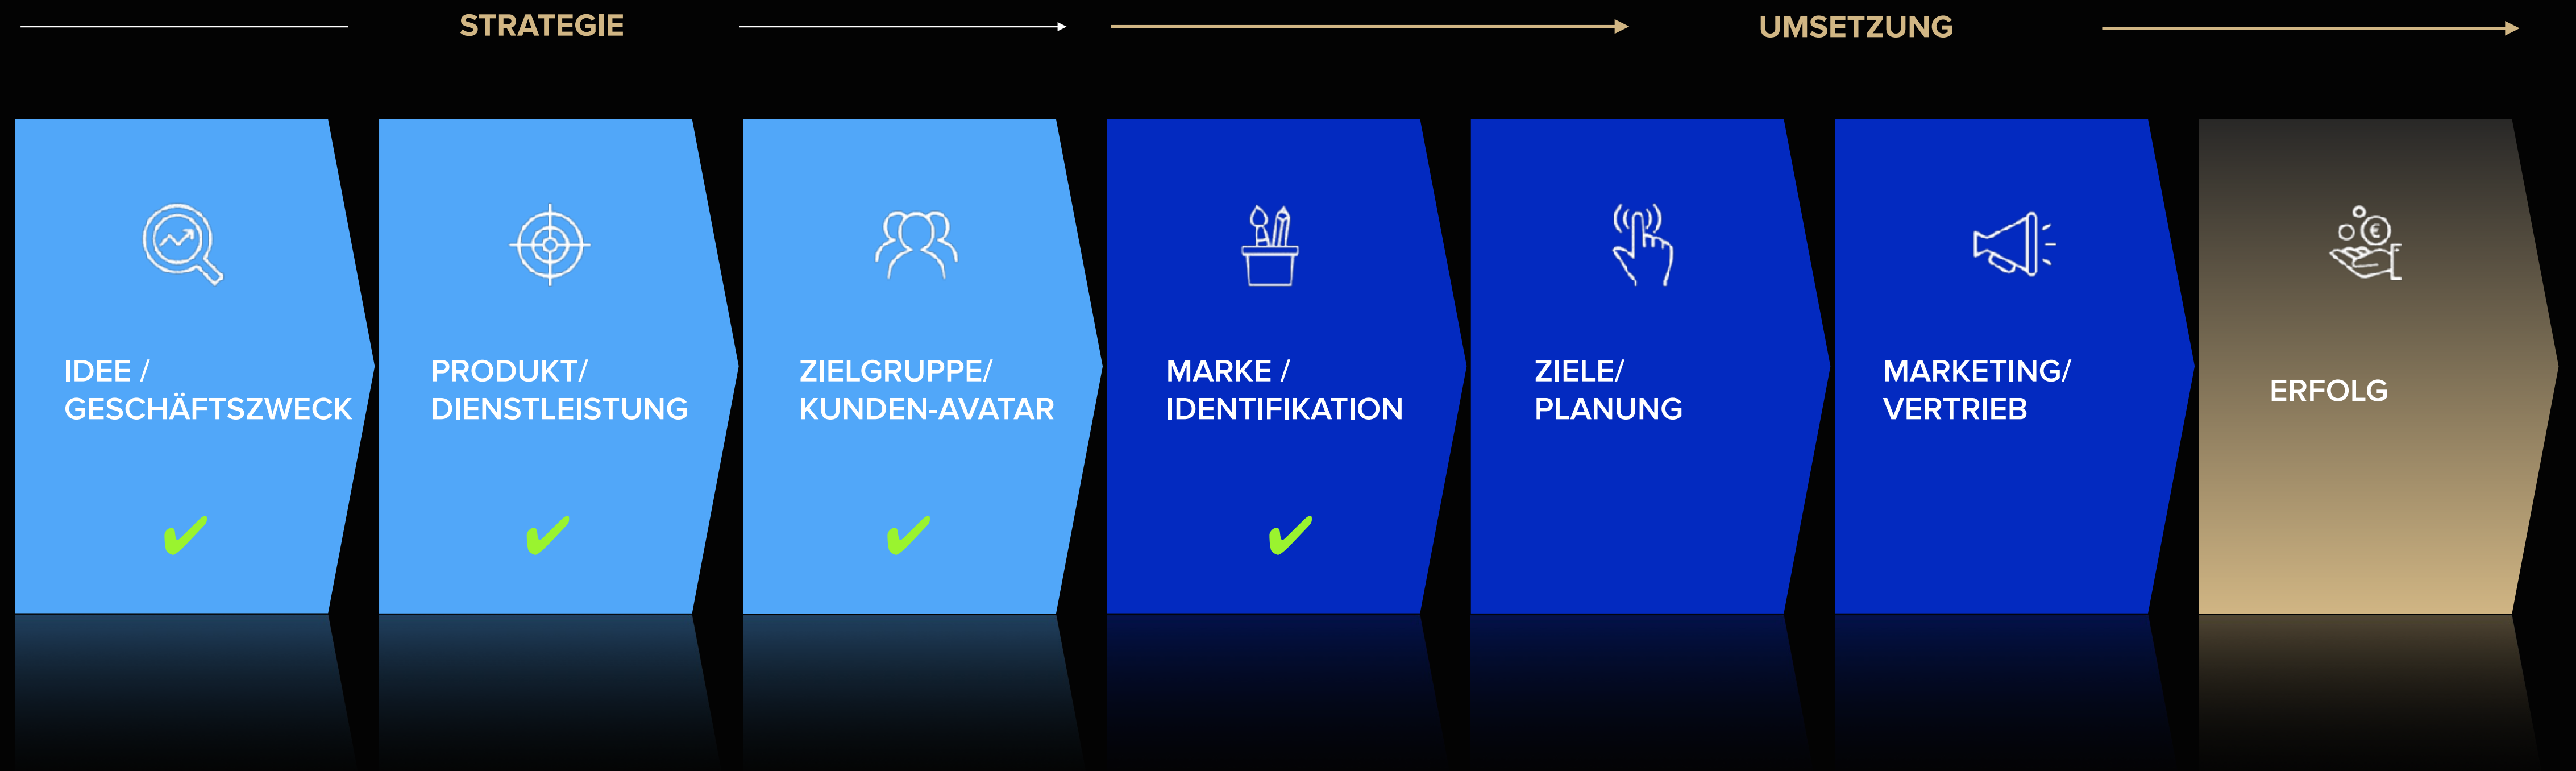 STRATEGIE
UMSETZUNG
IDEE /
GESCHÄFTSZWECK
PRODUKT/
DIENSTLEISTUNG
ZIELGRUPPE/
KUNDEN-AVATAR
MARKE /
IDENTIFIKATION
ZIELE/
PLANUNG
MARKETING/
VERTRIEB
€
ERFOLG